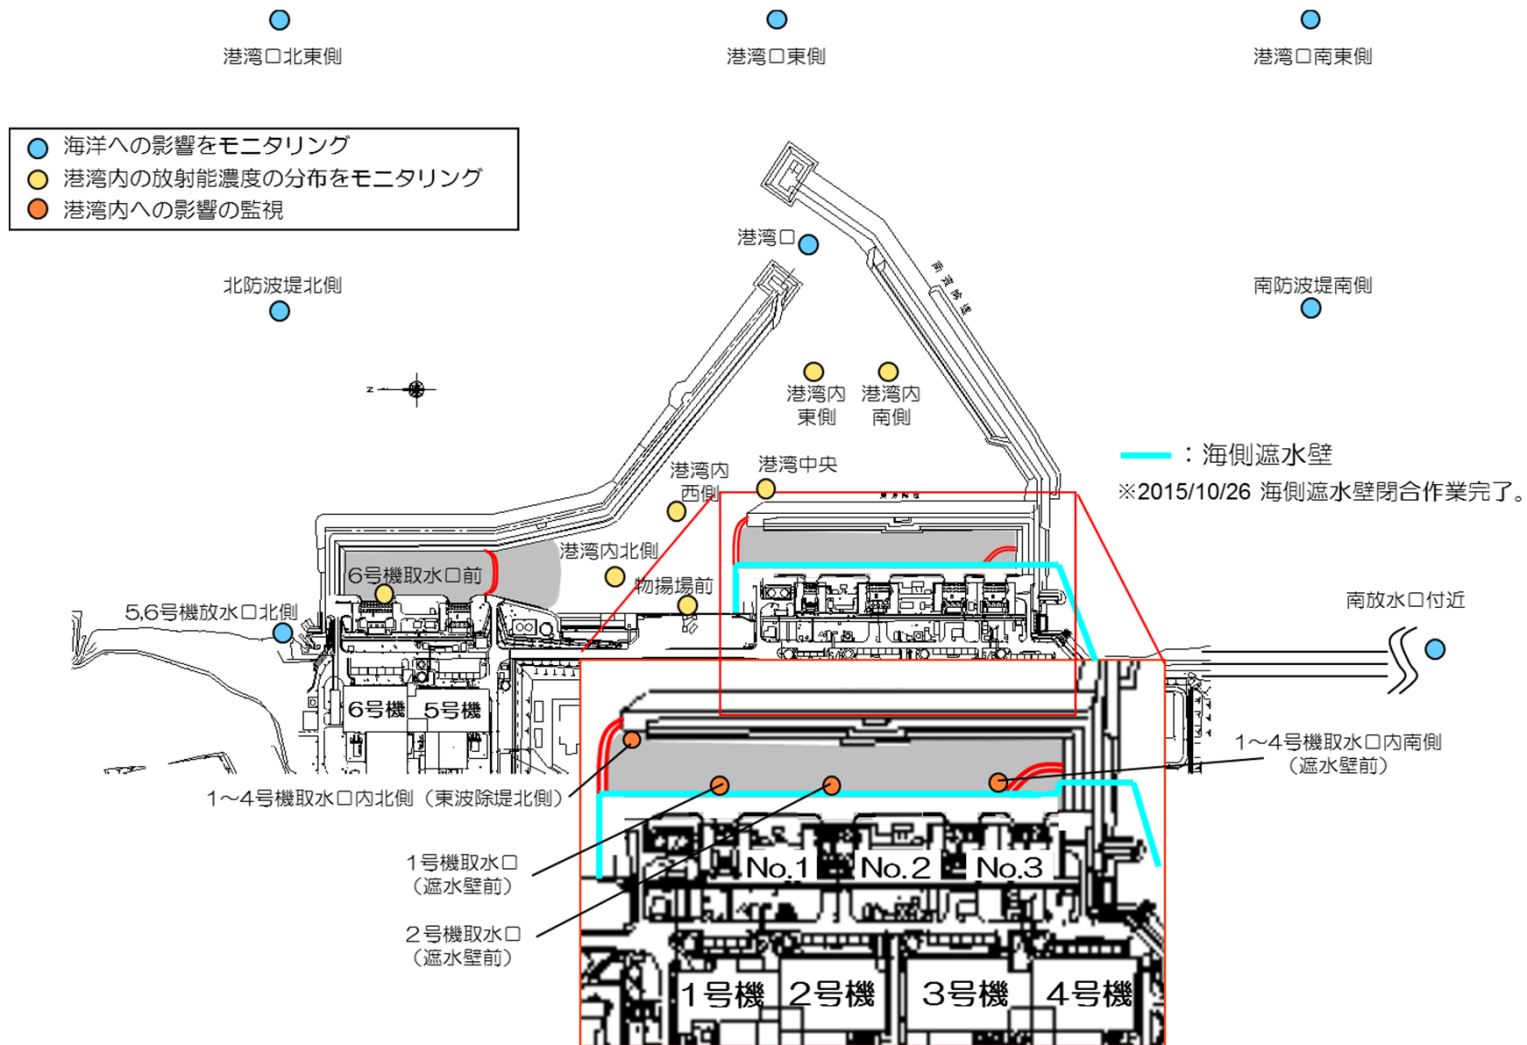 港湾口北東側
港湾口東側
港湾口南東側
海洋への影響をモニタリング
港湾内の放射能濃度の分布をモニタリング
港湾内への影響の監視
港湾口
北防波堤北側
南防波堤南側
N
港湾内
東側
港湾内
南側
：海側遮水壁
※2015/10/26 海側遮水壁閉合作業完了。
港湾中央
港湾内
西側
港湾内北側
6号機取水口前
物揚場前
5,6号機放水口北側
南放水口付近
6号機
5号機
1～4号機取水口内南側
（遮水壁前）
1～4号機取水口内北側（東波除堤北側）
1号機取水口
（遮水壁前）
No.1
No.2
No.3
2号機取水口
（遮水壁前）
1号機
2号機
3号機
4号機